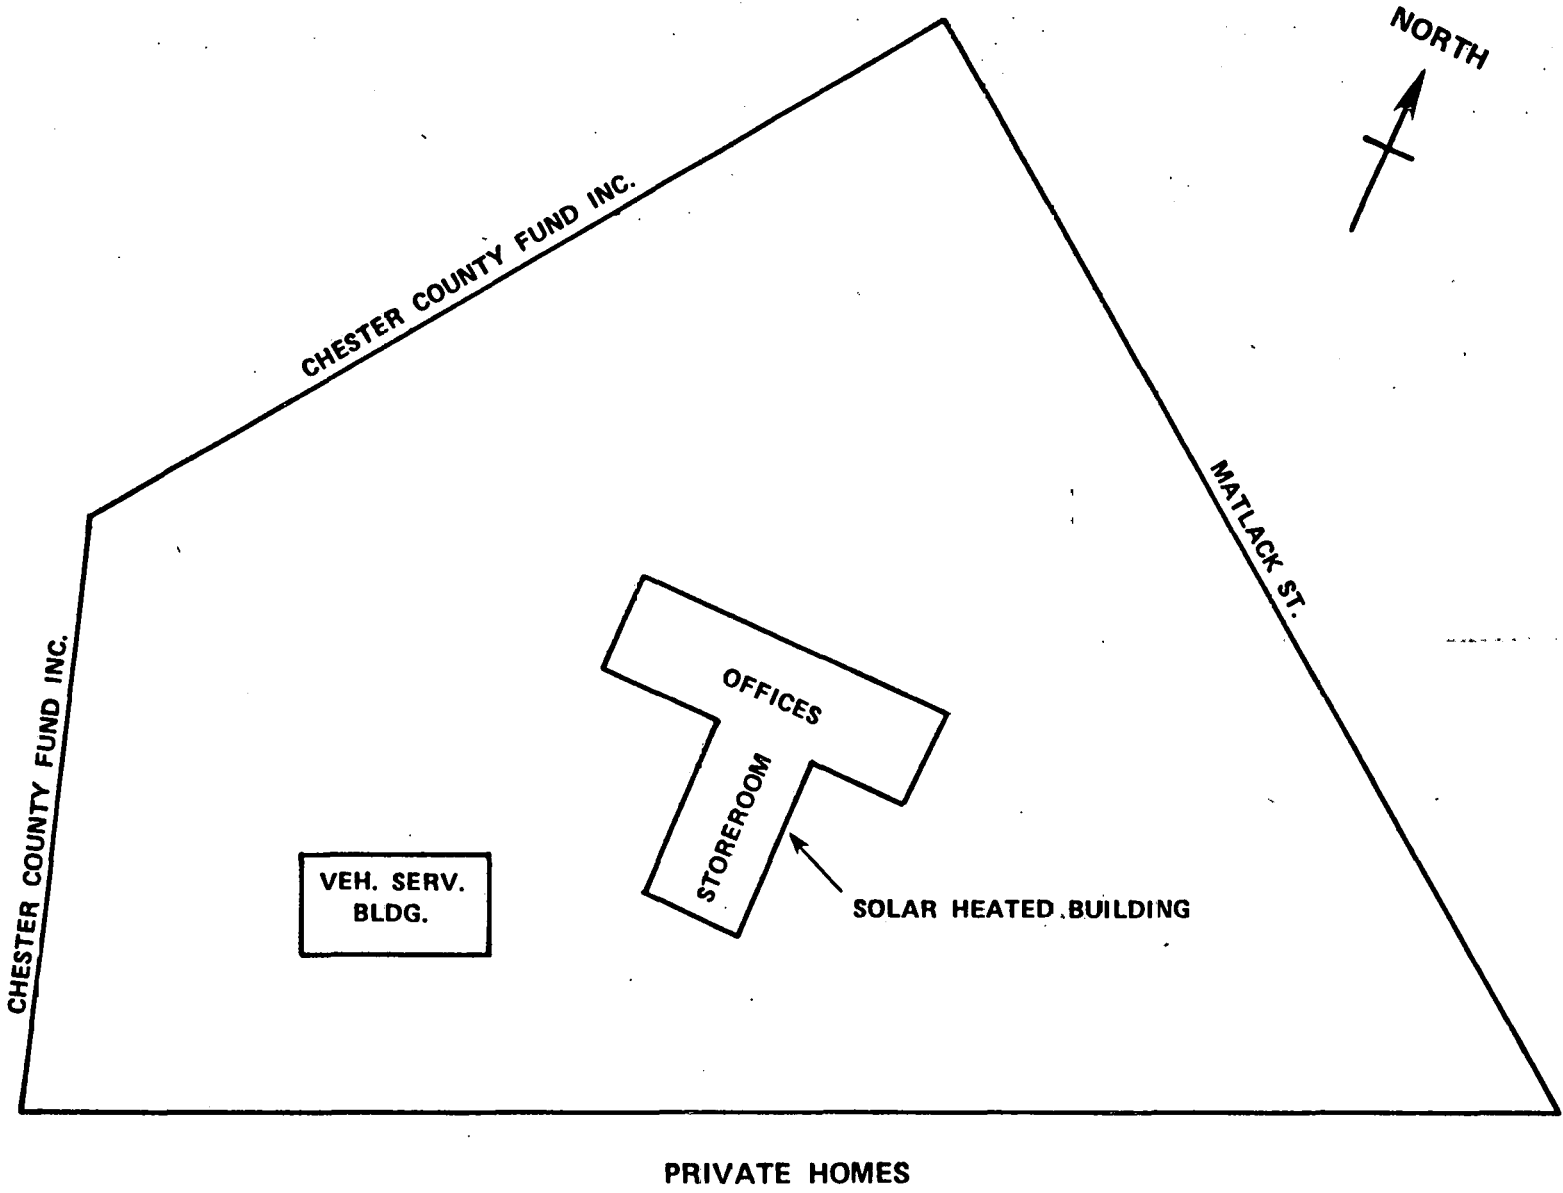 NORTH
CHESTER COUNTY FUND INC.
MATLACK ST.
CHESTER COUNTY FUND INC.
OFFICES
STOREROOM
VEH. SERV.
BLDG.
SOLAR HEATED BUILDING
PRIVATE HOMES